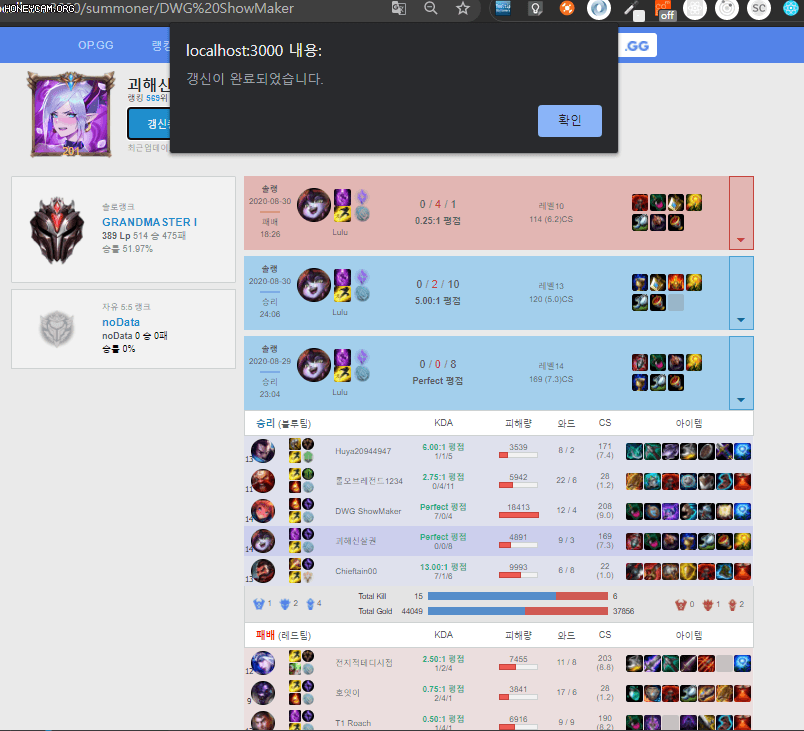 HONEYCAM.ORG
0/summoner/DWG%20ShowMaker
off
SC
OP.GG
랭킹
.GG
localhost:3000 내용:
갱신이 완료되었습니다.
확인
201
괴해신
랭킹 569위
최근업데이
솔로랭크
GRANDMASTER I
389 Lp 514 승 475패
승률 51.97%
자유 5:5 랭크
noData
noData 0 승 0패
승률 0%
솔랭
2020-08-30
패배
18:26
Lulu
0 / 4 / 1
0.25:1 평점
레벨10
114 (6.2)CS
솔랭
2020-08-30
승리
24:06
Lulu
0 / 2 / 10
5.00:1 평점
레벨13
120 (5.0)CS
솔랭
2020-08-29
승리
23:04
Lulu
0 / 0 / 8
Perfect 평점
레벨14
169 (7.3)CS
승리 (블루팀) KDA 피해량 와드 CS 아이템
13 Huya20944947 6.00:1 평점 1/1/5 3539 8 / 2 171 (7.4)
11 롤모브레전드1234 2.75:1 평점 0/4/11 5942 22 / 6 28 (1.2)
14 DWG ShowMaker Perfect 평점 7/0/4 18413 12 / 4 208 (9.0)
14 Perfect 평점 0/0/8 4891 9 / 3 169 (7.3)
13 Chieftain00 13.00:1 평점 7/1/6 9993 6 / 8 22 (1.0)
1 2 4 Total Kill 15 6 0 1 2
Total Gold 44049 37856
패배 (레드팀) KDA 피해량 와드 CS 아이템
12 전지적테디시점 2.50:1 평점 1/2/4 7455 11 / 8 203 (8.8)
9 호잇이 0.75:1 평점 2/4/1 3841 17 / 6 28 (1.2)
T1 Roach 0.50:1 평점 1/4/1 6916 9 / 9 190 (8.2)